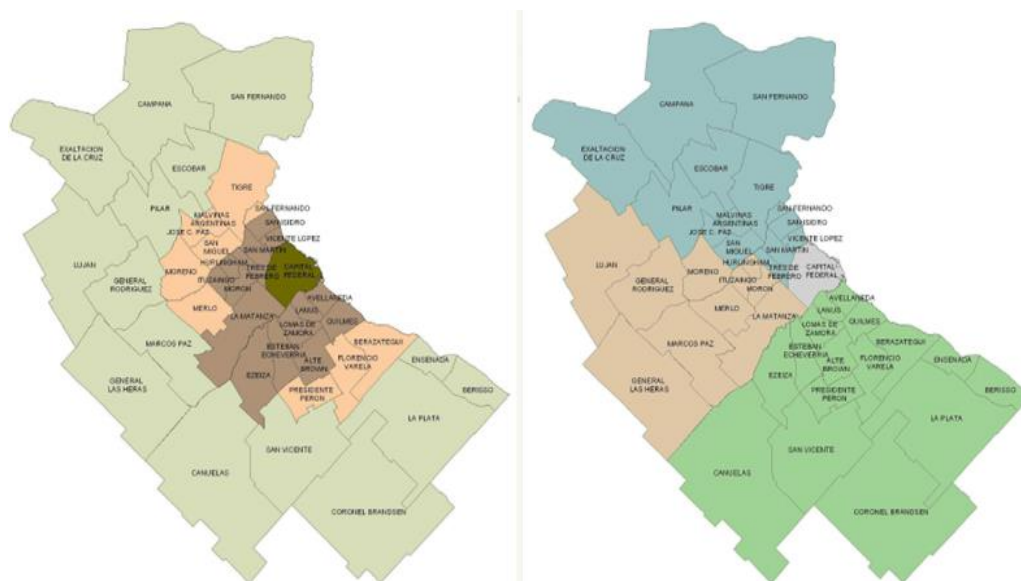 CAMPANA
SAN FERNANDO
EXALTACION
DE LA CRUZ
ESCOBAR
TIGRE
PILAR
SAN FERNANDO
MALVINAS
ARGENTINAS
SAN ISIDRO
JOSE C. PAZ
VICENTE LOPEZ
SAN
MIGUEL
SAN MARTIN
LUJAN
HURLINGHAM
CAPITAL
FEDERAL
MORENO
TRES DE
FEBRERO
GENERAL
RODRIGUEZ
ITUZAINGO
MORON
AVELLANEDA
MERLO
LANUS
LA MATANZA
QUILMES
LOMAS DE
ZAMORA
MARCOS PAZ
BERAZATEGUI
ESTEBAN
ECHEVERRIA
ENSENADA
ALTE
BROWN
FLORENCIO
VARELA
GENERAL
LAS HERAS
EZEIZA
BERISSO
PRESIDENTE
PERON
LA PLATA
SAN VICENTE
CANUELAS
CORONEL BRANDSEN
CAMPANA
SAN FERNANDO
EXALTACION
DE LA CRUZ
ESCOBAR
TIGRE
PILAR
SAN FERNANDO
MALVINAS
ARGENTINAS
SAN ISIDRO
JOSE C. PAZ
VICENTE LOPEZ
SAN
MIGUEL
SAN MARTIN
LUJAN
HURLINGHAM
CAPITAL
FEDERAL
MORENO
TRES DE
FEBRERO
GENERAL
RODRIGUEZ
ITUZAINGO
MORON
AVELLANEDA
MERLO
LANUS
LA MATANZA
QUILMES
LOMAS DE
ZAMORA
MARCOS PAZ
BERAZATEGUI
ESTEBAN
ECHEVERRIA
ENSENADA
ALTE
BROWN
FLORENCIO
VARELA
GENERAL
LAS HERAS
EZEIZA
BERISSO
PRESIDENTE
PERON
LA PLATA
SAN VICENTE
CANUELAS
CORONEL BRANDSEN